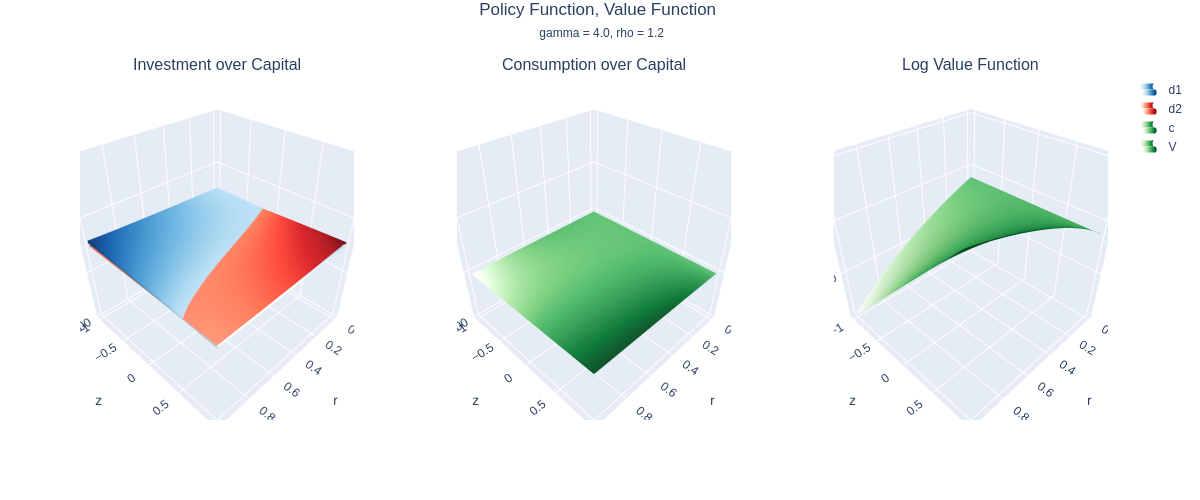 Policy Function, Value Function
gamma = 4.0, rho = 1.2
Investment over Capital
Consumption over Capital
Log Value Function
d1
d2
c
V
−0.5
0
0.5
z
0
0.2
0.4
0.6
0.8
r
−0.5
0
0.5
z
0
0.2
0.4
0.6
0.8
r
−1
−0.5
0
0.5
z
0
0.2
0.4
0.6
0.8
r